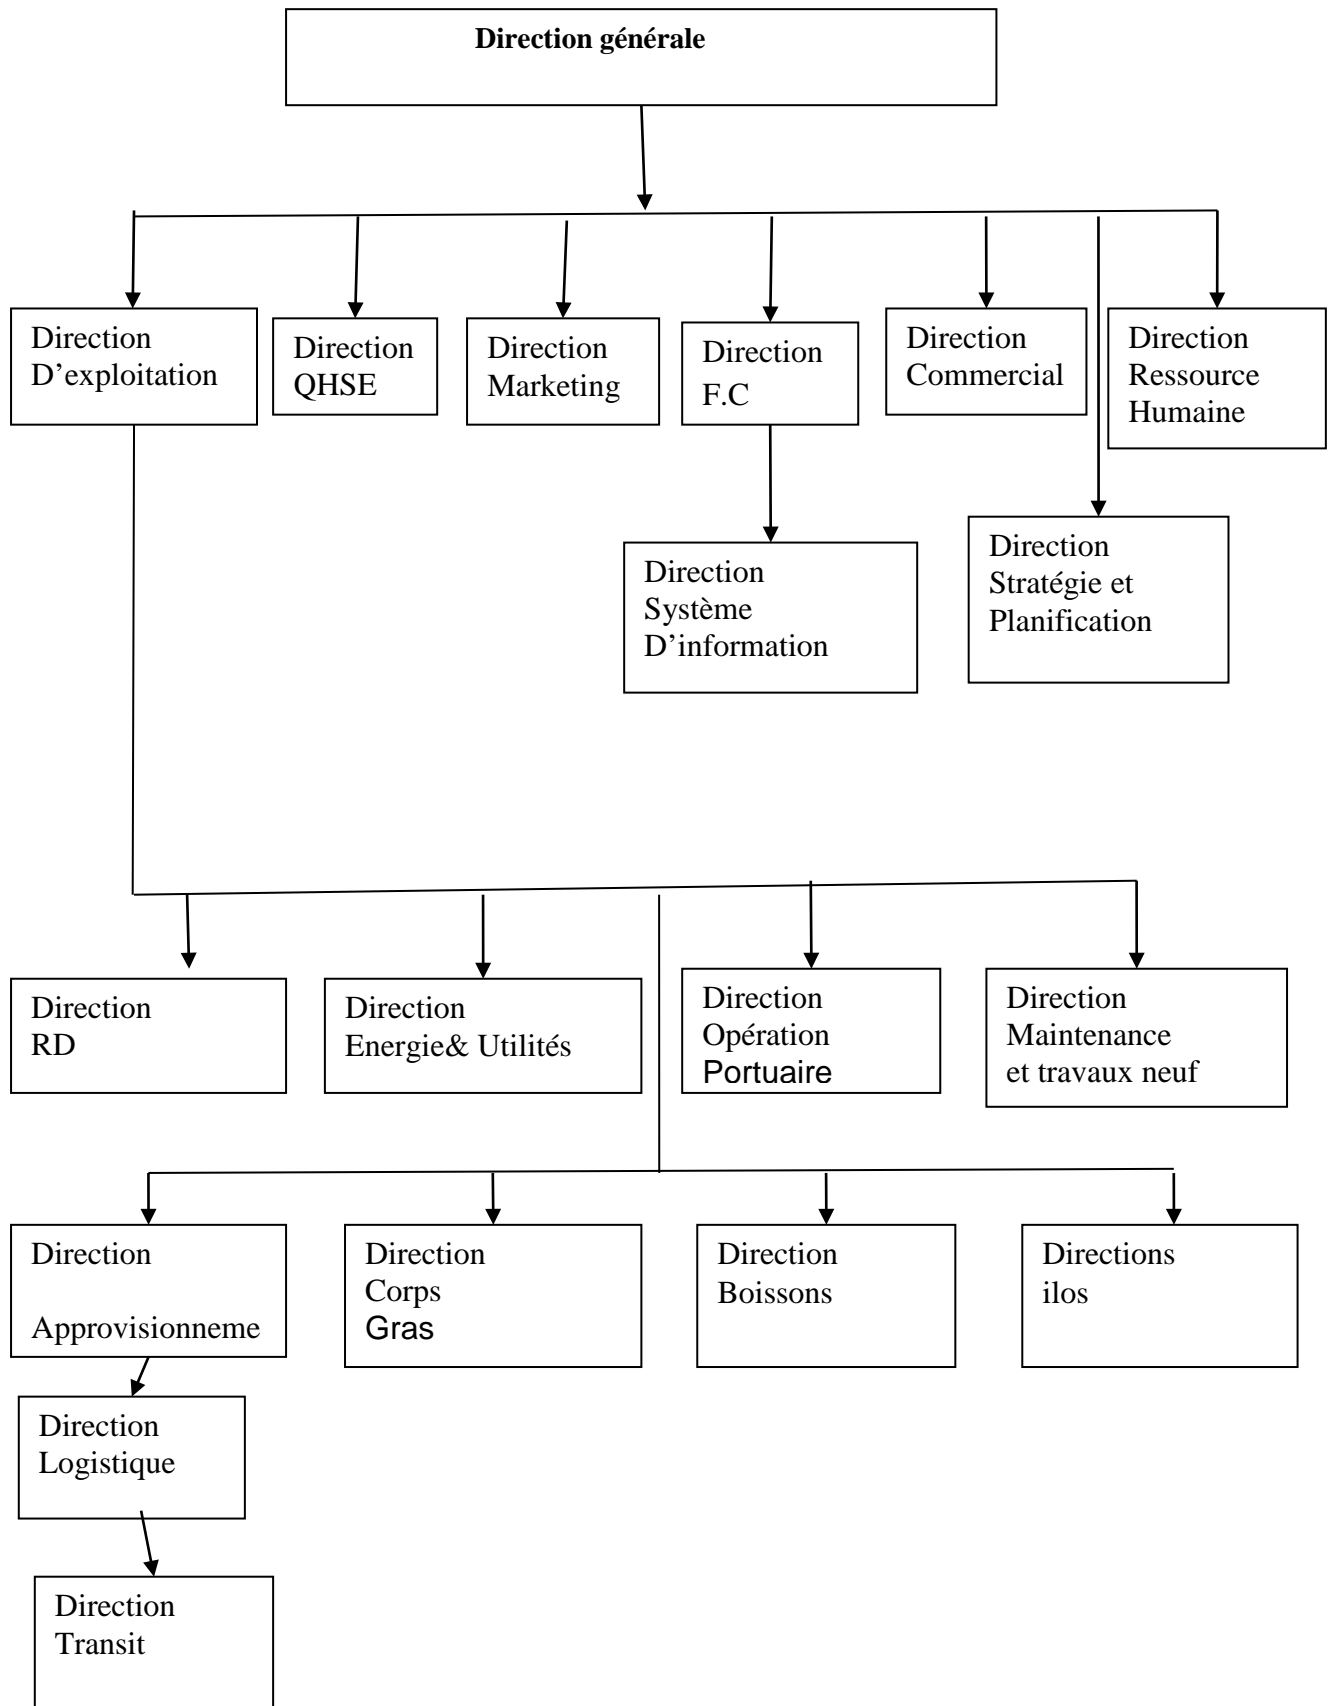 Direction générale
Direction
D’exploitation
Direction
QHSE
Direction
Marketing
Direction
F.C
Direction
Commercial
Direction
Ressource
Humaine
Direction
Système
D’information
Direction
Stratégie et
Planification
Direction
RD
Direction
Energie& Utilités
Direction
Opération
Portuaire
Direction
Maintenance
et travaux neuf
Direction
Approvisionneme
Direction
Corps
Gras
Direction
Boissons
Directions
ilos
Direction
Logistique
Direction
Transit